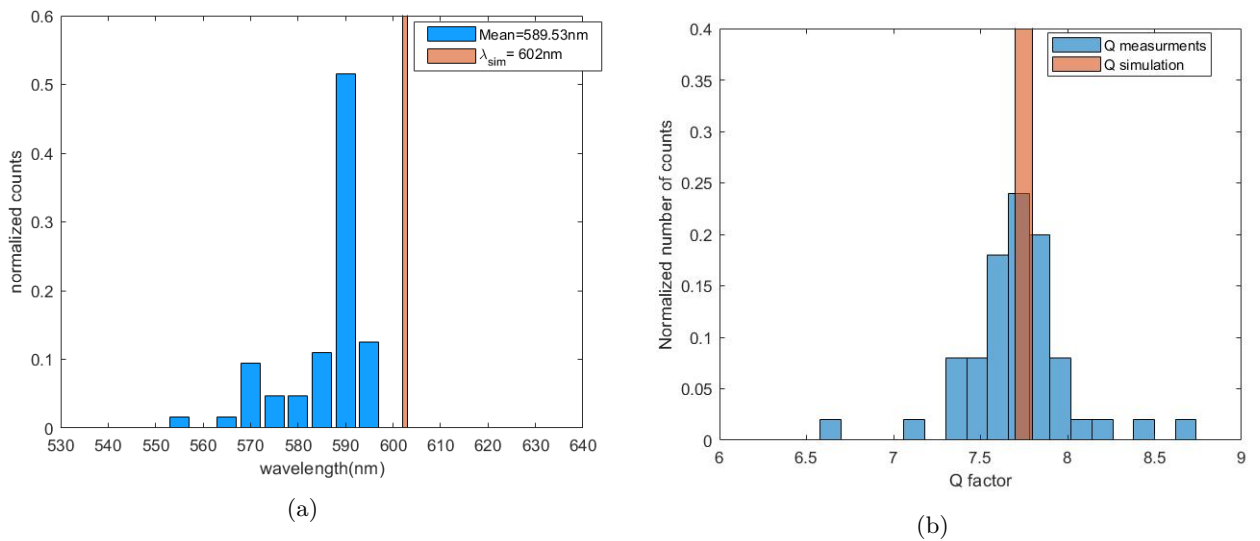 0.6
0.5
0.4
0.3
0.2
0.1
0
normalized counts
530 540 550 560 570 580 590 600 610 620 630 640
wavelength(nm)
Mean=589.53nm
λsim= 602nm
(a)
0.4
0.35
0.3
0.25
0.2
0.15
0.1
0.05
0
Normalized number of counts
6 6.5 7 7.5 8 8.5 9
Q factor
Q measurments
Q simulation
(b)